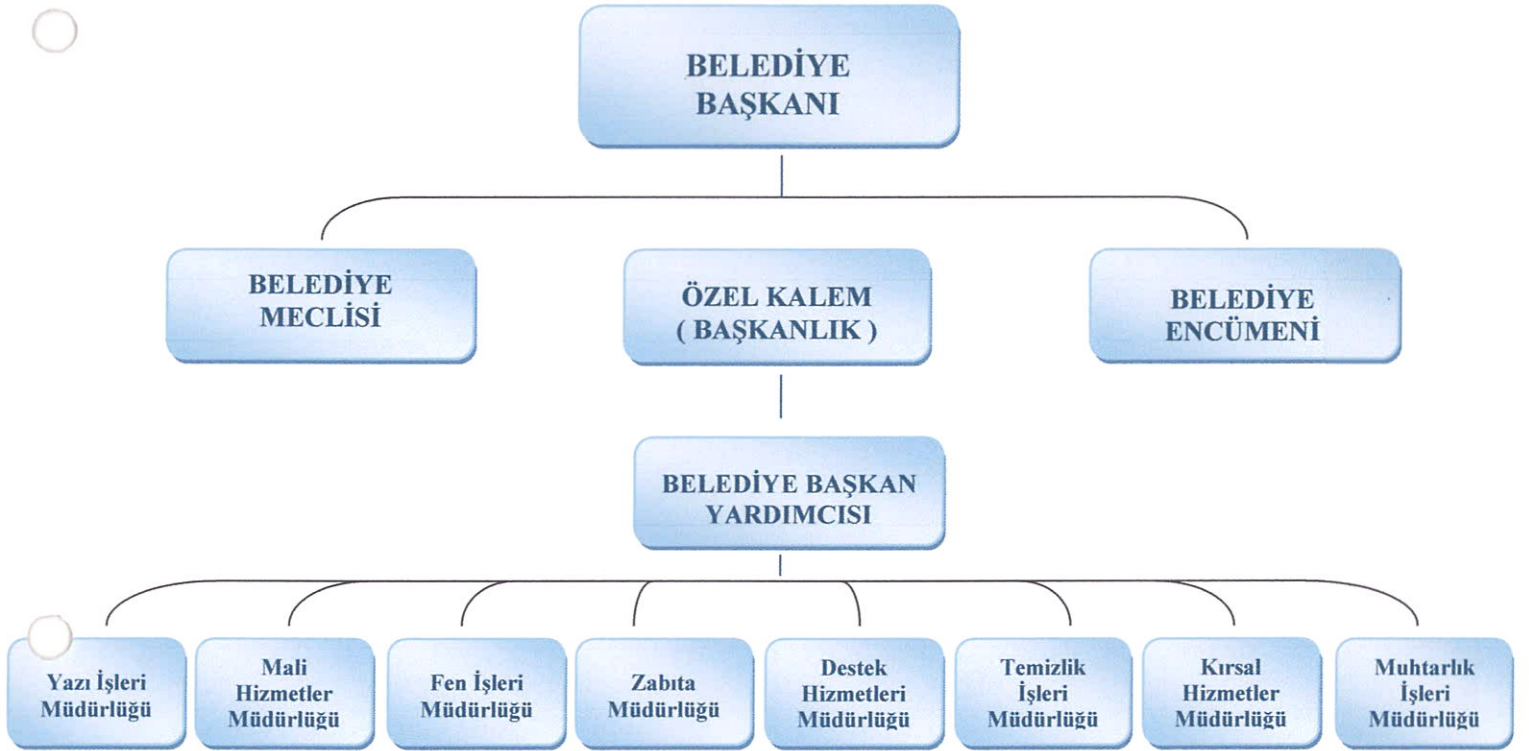 BELEDİYE
BAŞKANI
BELEDİYE
MECLİSİ
ÖZEL KALEM
( BAŞKANLIK )
BELEDİYE
ENCÜMENİ
BELEDİYE BAŞKAN
YARDIMCISI
Yazı İşleri
Müdürlüğü
Mali
Hizmetler
Müdürlüğü
Fen İşleri
Müdürlüğü
Zabıta
Müdürlüğü
Destek
Hizmetleri
Müdürlüğü
Temizlik
İşleri
Müdürlüğü
Kırsal
Hizmetler
Müdürlüğü
Muhtarlık
İşleri
Müdürlüğü